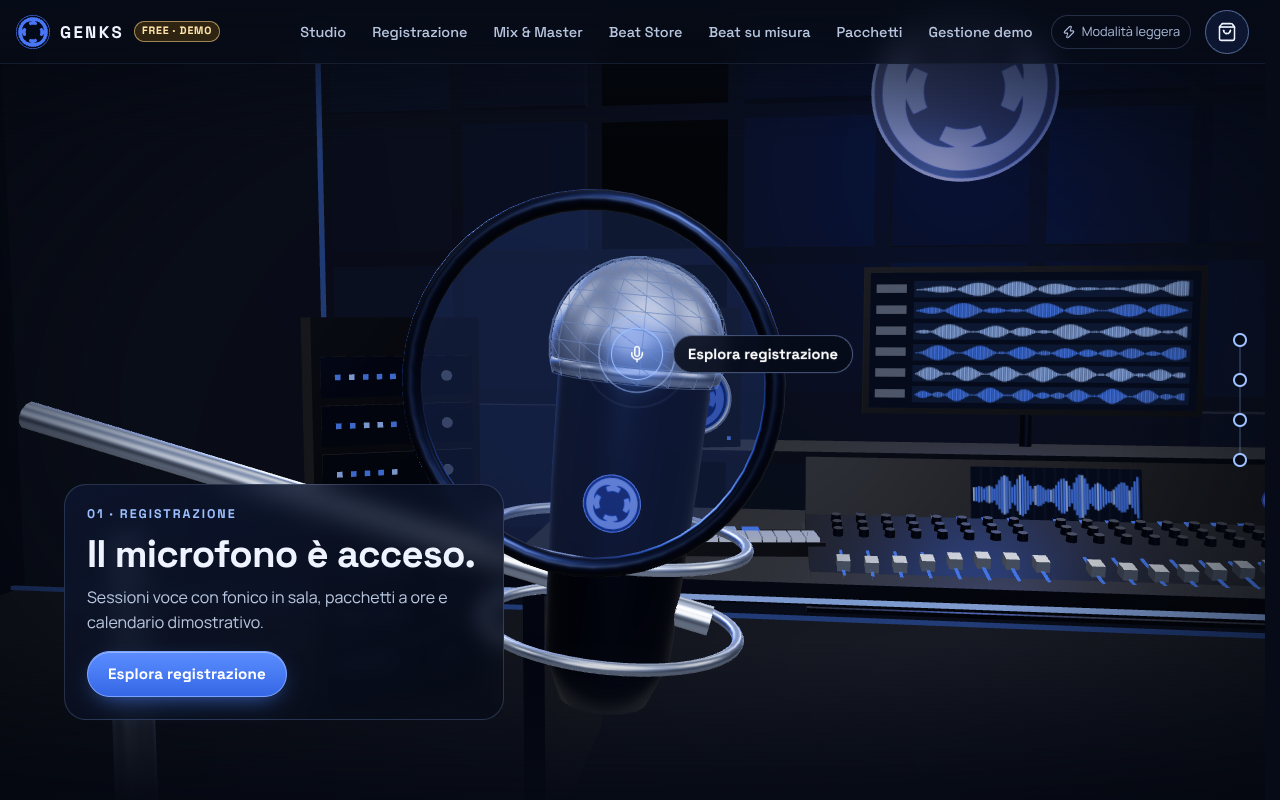 GENKS
FREE · DEMO
Studio
Registrazione
Mix & Master
Beat Store
Beat su misura
Pacchetti
Gestione demo
Modalità leggera
Esplora registrazione
01 · REGISTRAZIONE
Il microfono è acceso.
Sessioni voce con fonico in sala, pacchetti a ore e
calendario dimostrativo.
Esplora registrazione